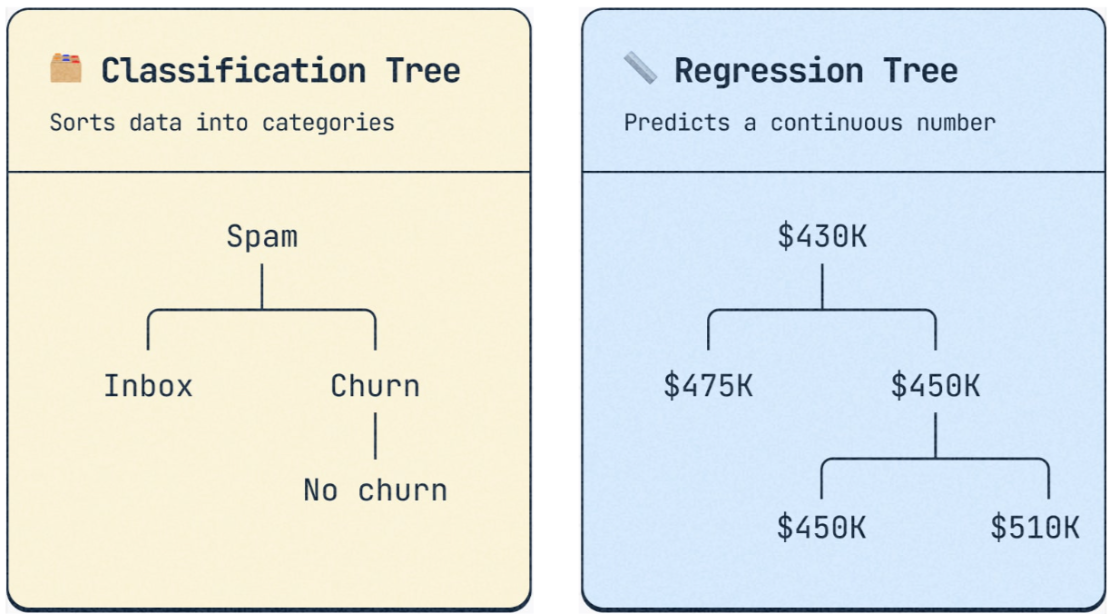 Classification Tree
Sorts data into categories
Spam
Inbox
Churn
No churn
Regression Tree
Predicts a continuous number
$430K
$475K
$450K
$450K
$510K